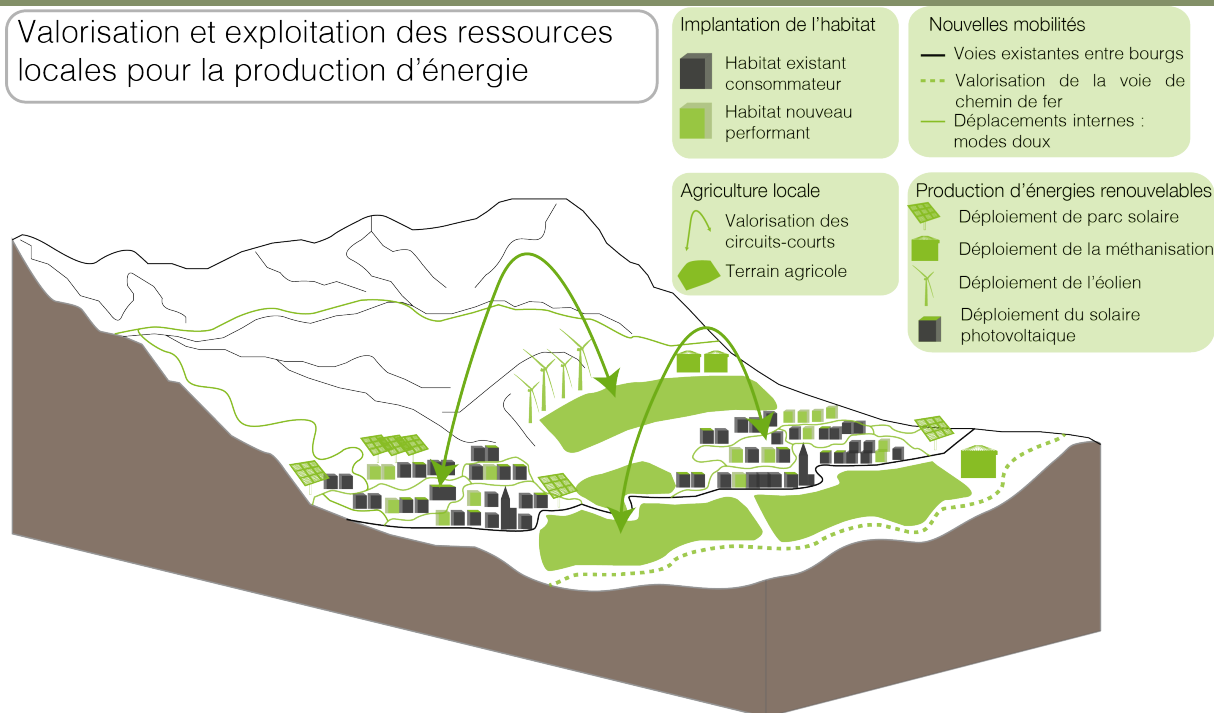 Valorisation et exploitation des ressources
locales pour la production d'énergie
Implantation de l'habitat
Habitat existant
consommateur
Habitat nouveau
performant
Nouvelles mobilités
Voies existantes entre bourgs
Valorisation de la voie de
chemin de fer
Déplacements internes :
modes doux
Agriculture locale
Valorisation des
circuits-courts
Terrain agricole
Production d'énergies renouvelables
Déploiement de parc solaire
Déploiement de la méthanisation
Déploiement de l'éolien
Déploiement du solaire
photovoltaique